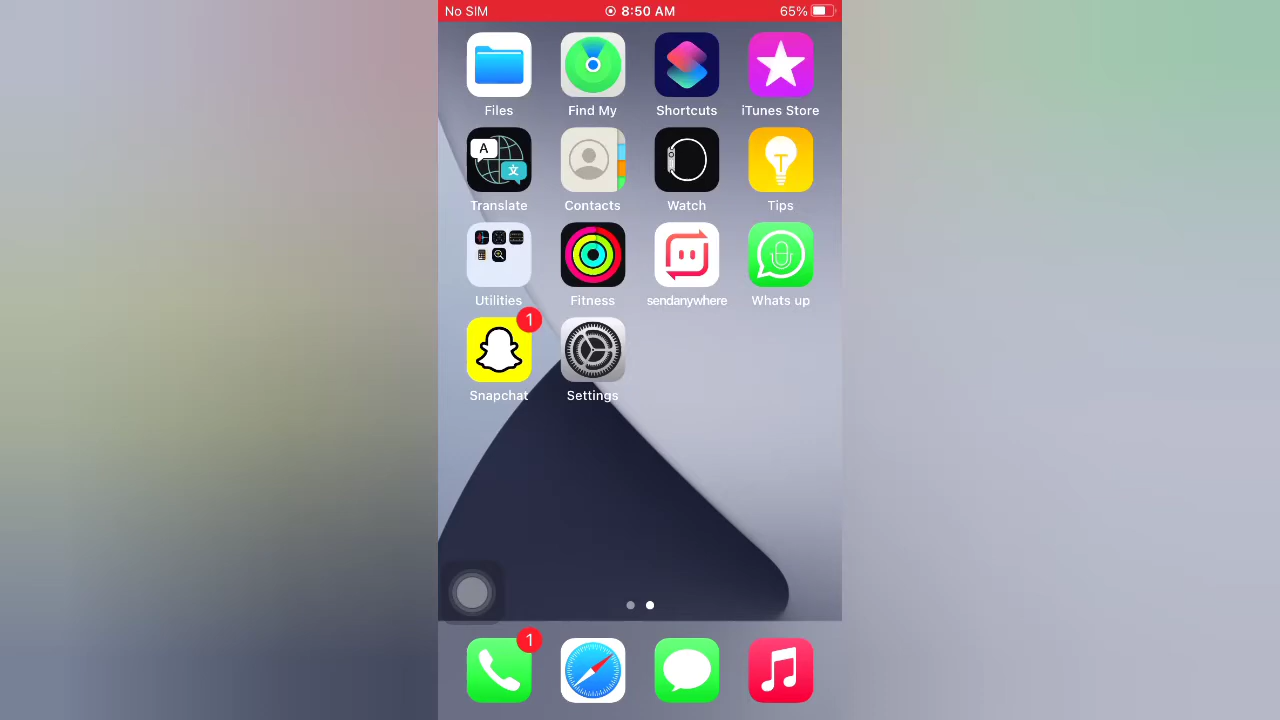 No SIM 8:50 AM 65%
Files Find My Shortcuts iTunes Store
A 文
Translate Contacts Watch Tips
Utilities Fitness sendanywhere Whats up
1
Snapchat Settings
1